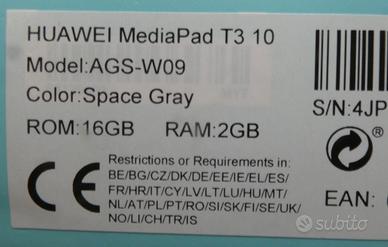 HUAWEI MediaPad T3 10
Model:AGS-W09
Color:Space Gray
ROM:16GB RAM:2GB
S/N:4JP
CE
Restrictions or Requirements in:
BE/BG/CZ/DK/DE/EE/IE/EL/ES/
FR/HR/IT/CY/LV/LT/LU/HU/MT/
NL/AT/PL/PT/RO/SI/SK/FI/SE/UK/
NO/LI/CH/TR/IS
EAN:
subito